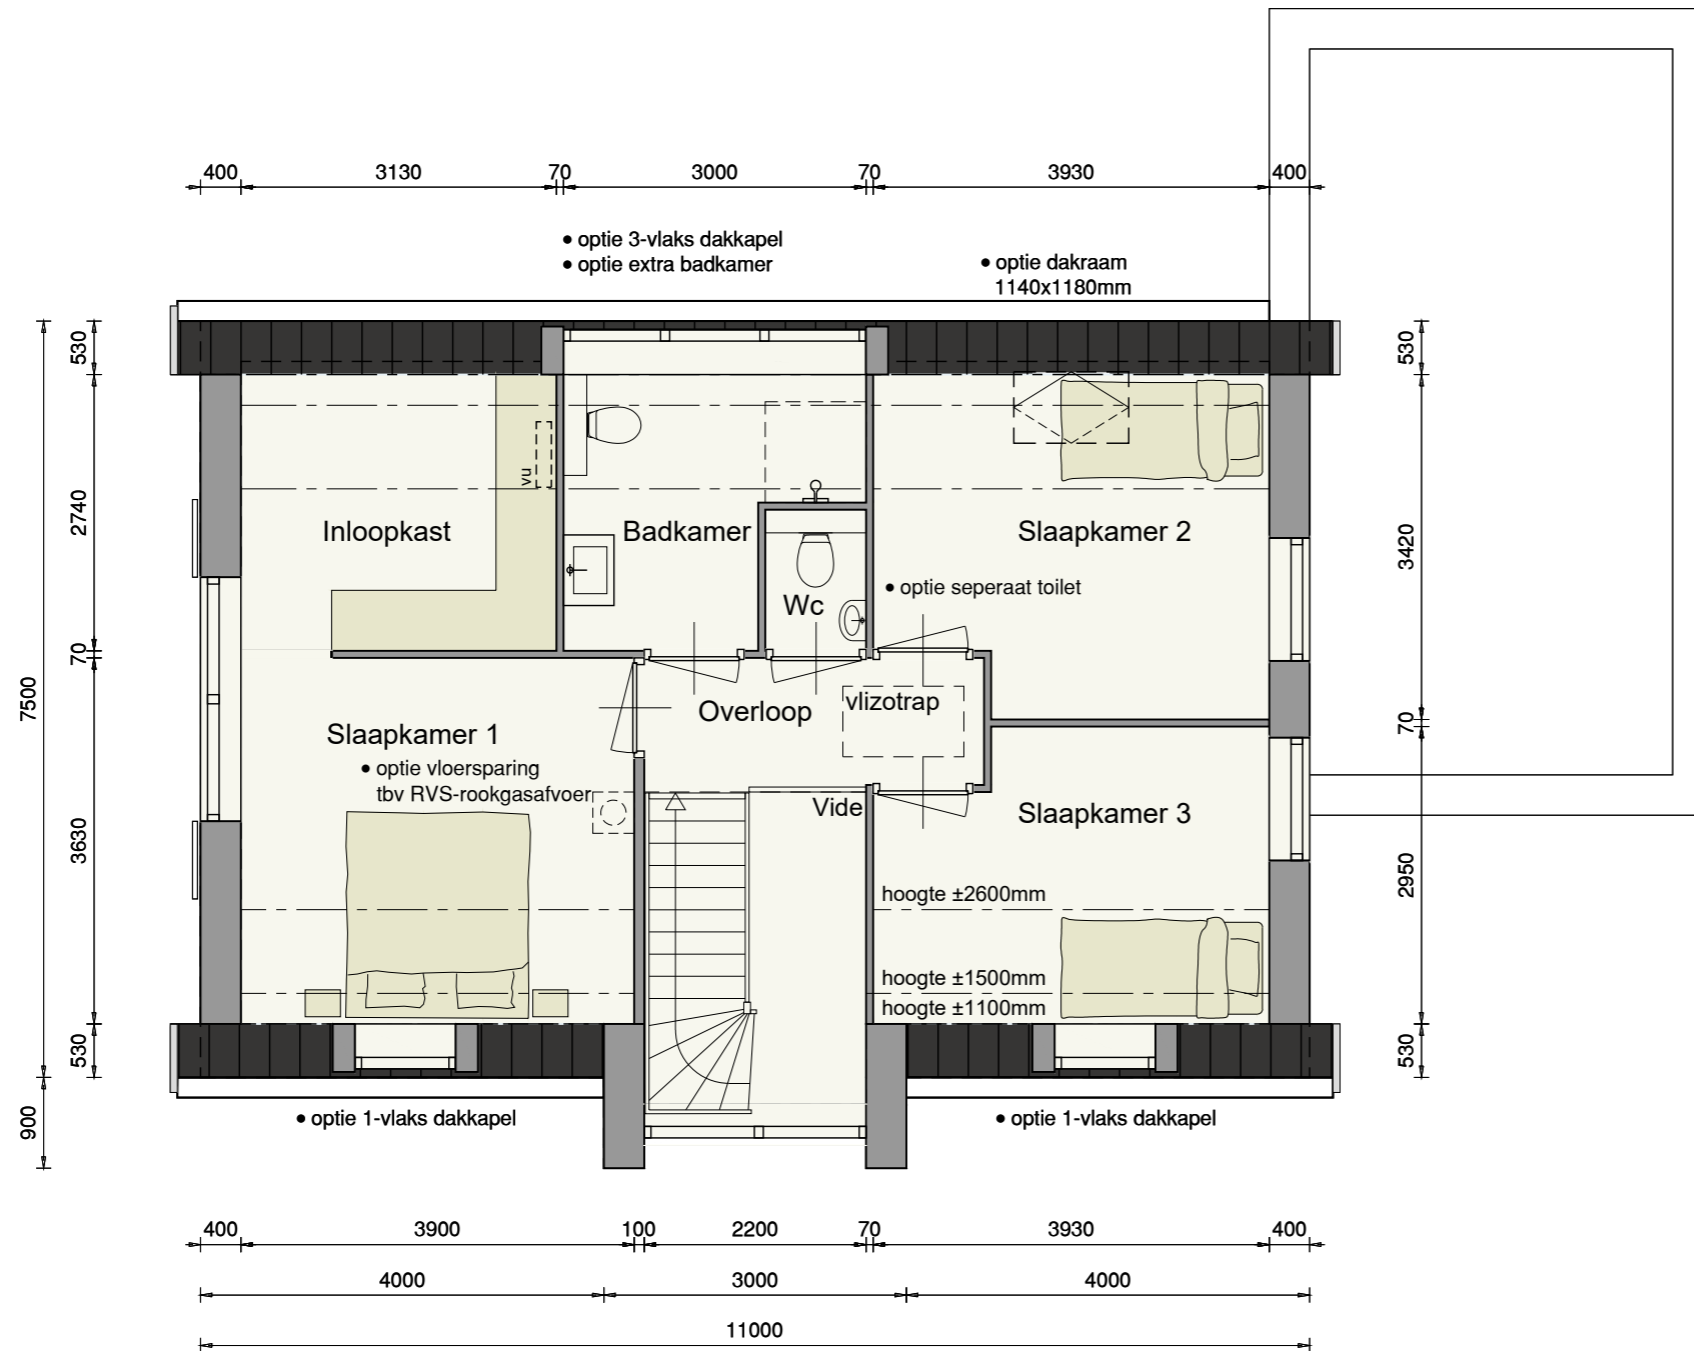 400 3130 70 3000 70 3930 400
• optie 3-vlaks dakkapel
• optie extra badkamer
• optie dakraam
1140x1180mm
530
530
2740
vu
Inloopkast
Badkamer
Slaapkamer 2
3420
• optie seperaat toilet
Wc
70
7500
Overloop
vlizotrap
70
Slaapkamer 1
• optie vloersparing
tbv RVS-rookgasafvoer
Vide
Slaapkamer 3
3630
2950
hoogte ±2600mm
hoogte ±1500mm
hoogte ±1100mm
530
530
900
• optie 1-vlaks dakkapel
• optie 1-vlaks dakkapel
400 3900 100 2200 70 3930 400
4000 3000 4000
11000